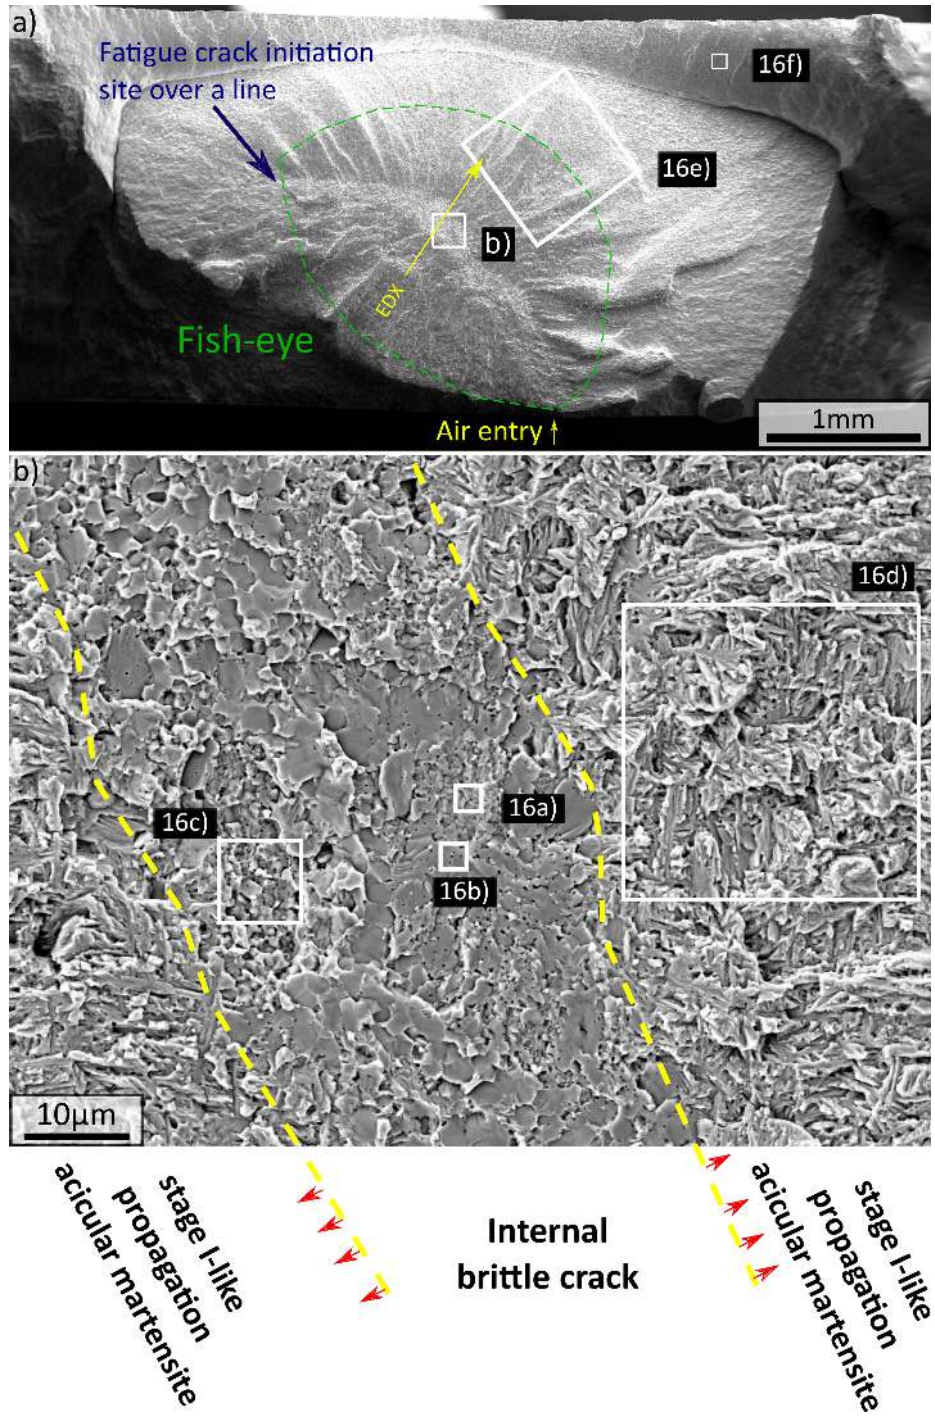 a)
Fatigue crack initiation
site over a line
16f)
16e)
b)
EDX
Fish-eye
Air entry ↑
1mm
b)
16d)
16c)
16a)
16b)
10µm
stage I-like
propagation
acicular martensite
Internal
brittle crack
stage I-like
propagation
acicular martensite